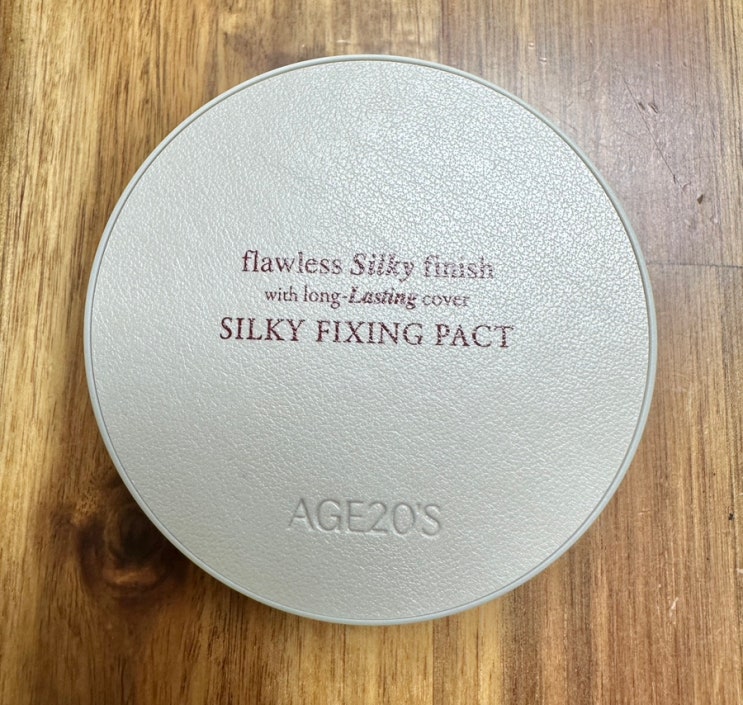 flawless Silky finish
with long-Lasting cover
SILKY FIXING PACT
AGE20'S